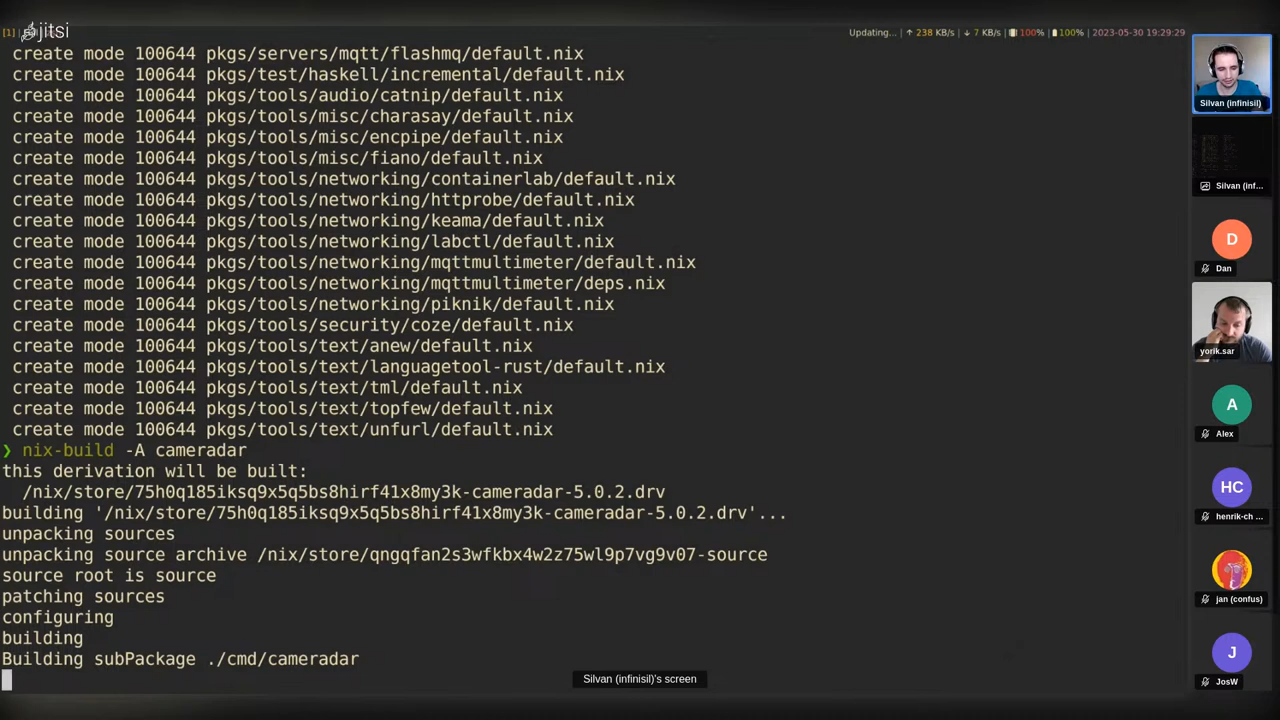 [1]
jitsi
Updating... | ↑ 238 KB/s | ↓ 7 KB/s | 100% | 100% | 2023-05-30 19:29:29
create mode 100644 pkgs/servers/mqtt/flashmq/default.nix
create mode 100644 pkgs/test/haskell/incremental/default.nix
create mode 100644 pkgs/tools/audio/catnip/default.nix
create mode 100644 pkgs/tools/misc/charasay/default.nix
create mode 100644 pkgs/tools/misc/encpipe/default.nix
create mode 100644 pkgs/tools/misc/fiano/default.nix
create mode 100644 pkgs/tools/networking/containerlab/default.nix
create mode 100644 pkgs/tools/networking/httprobe/default.nix
create mode 100644 pkgs/tools/networking/keama/default.nix
create mode 100644 pkgs/tools/networking/labctl/default.nix
create mode 100644 pkgs/tools/networking/mqttmultimeter/default.nix
create mode 100644 pkgs/tools/networking/mqttmultimeter/deps.nix
create mode 100644 pkgs/tools/networking/piknik/default.nix
create mode 100644 pkgs/tools/security/coze/default.nix
create mode 100644 pkgs/tools/text/anew/default.nix
create mode 100644 pkgs/tools/text/languagetool-rust/default.nix
create mode 100644 pkgs/tools/text/tml/default.nix
create mode 100644 pkgs/tools/text/topfew/default.nix
create mode 100644 pkgs/tools/text/unfurl/default.nix
❯ nix-build -A cameradar
this derivation will be built:
/nix/store/75h0q185iksq9x5q5bs8hirf41x8my3k-cameradar-5.0.2.drv
building '/nix/store/75h0q185iksq9x5q5bs8hirf41x8my3k-cameradar-5.0.2.drv'...
unpacking sources
unpacking source archive /nix/store/qngqfan2s3wfkbx4w2z75wl9p7vg9v07-source
source root is source
patching sources
configuring
building
Building subPackage ./cmd/cameradar
Silvan (infinisil)'s screen
Silvan (infinisil)
Silvan (inf...
D
Dan
yorik.sar
A
Alex
HC
henrik-ch ...
jan (confus)
J
JosW